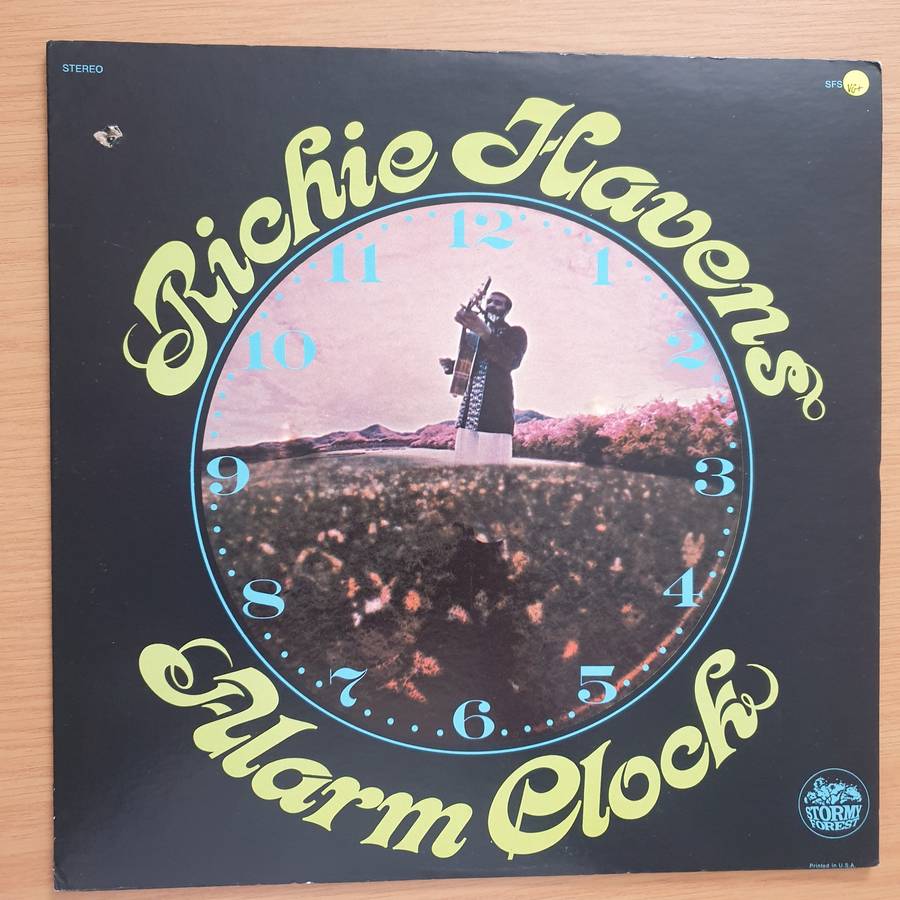 STEREO
SFS
VG+
Richie Havens
12
11
1
10
2
9
3
8
4
7
5
6
Alarm Clock
STORMY
FOREST
Printed in U.S.A.